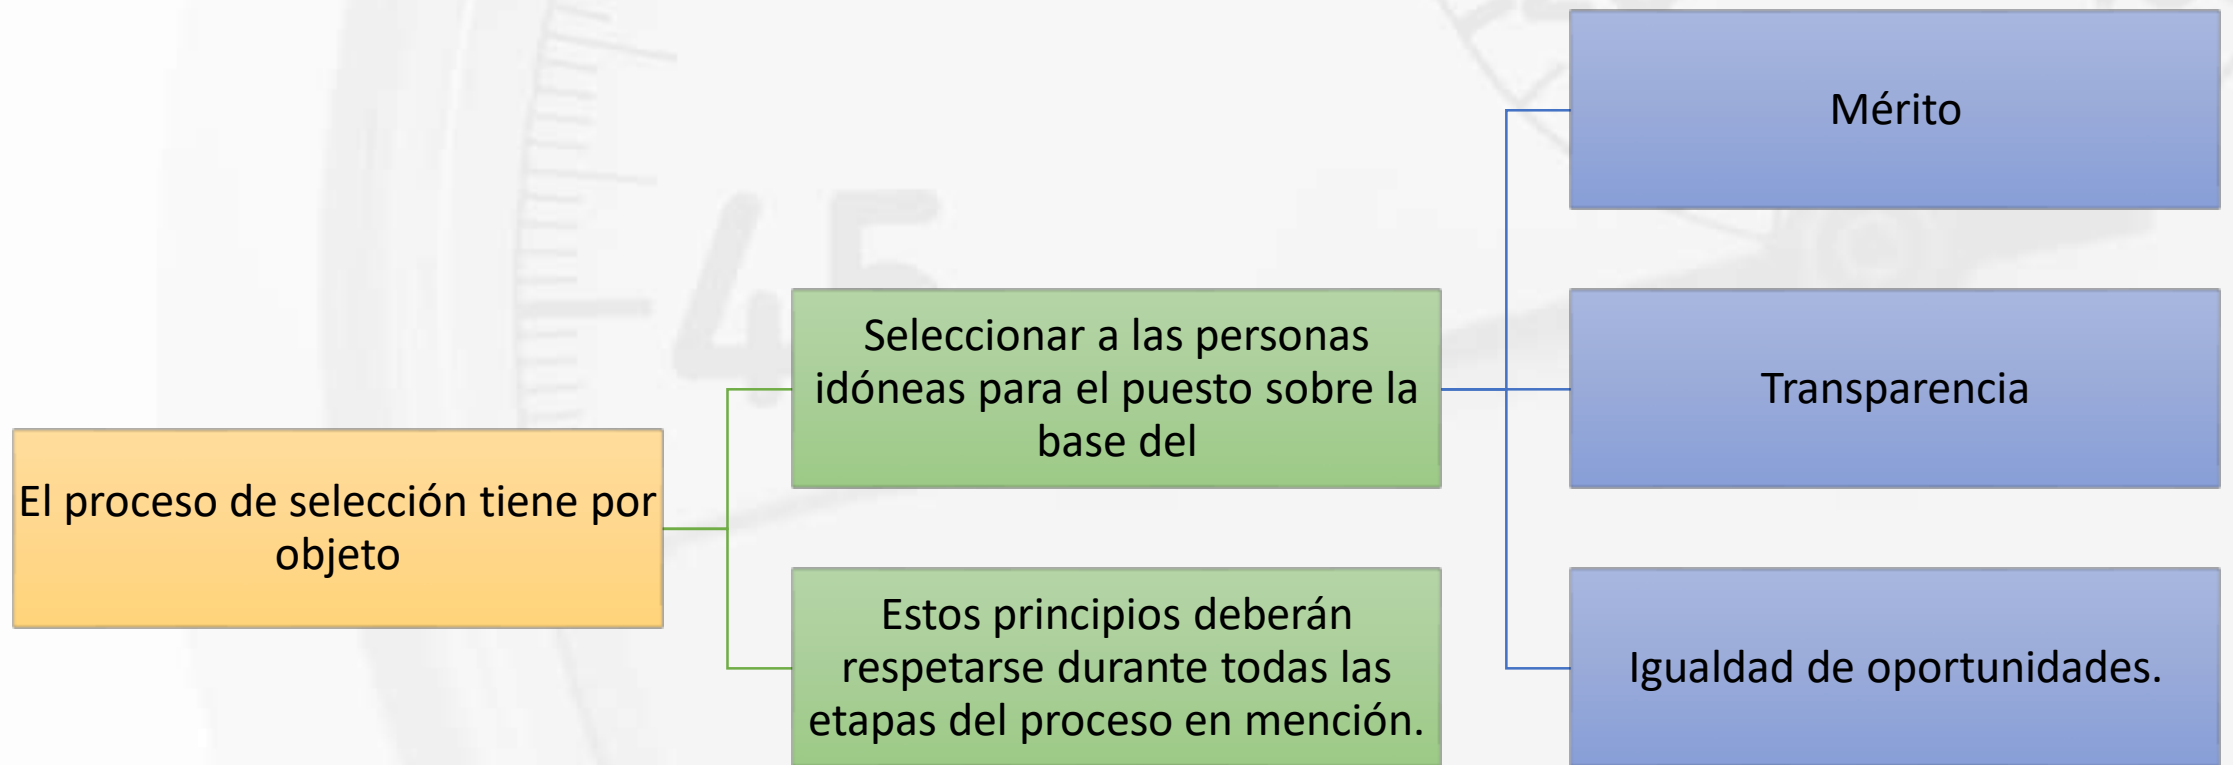 El proceso de selección tiene por
objeto
Seleccionar a las personas
idóneas para el puesto sobre la
base del
Mérito
Transparencia
Igualdad de oportunidades.
Estos principios deberán
respetarse durante todas las
etapas del proceso en mención.
45